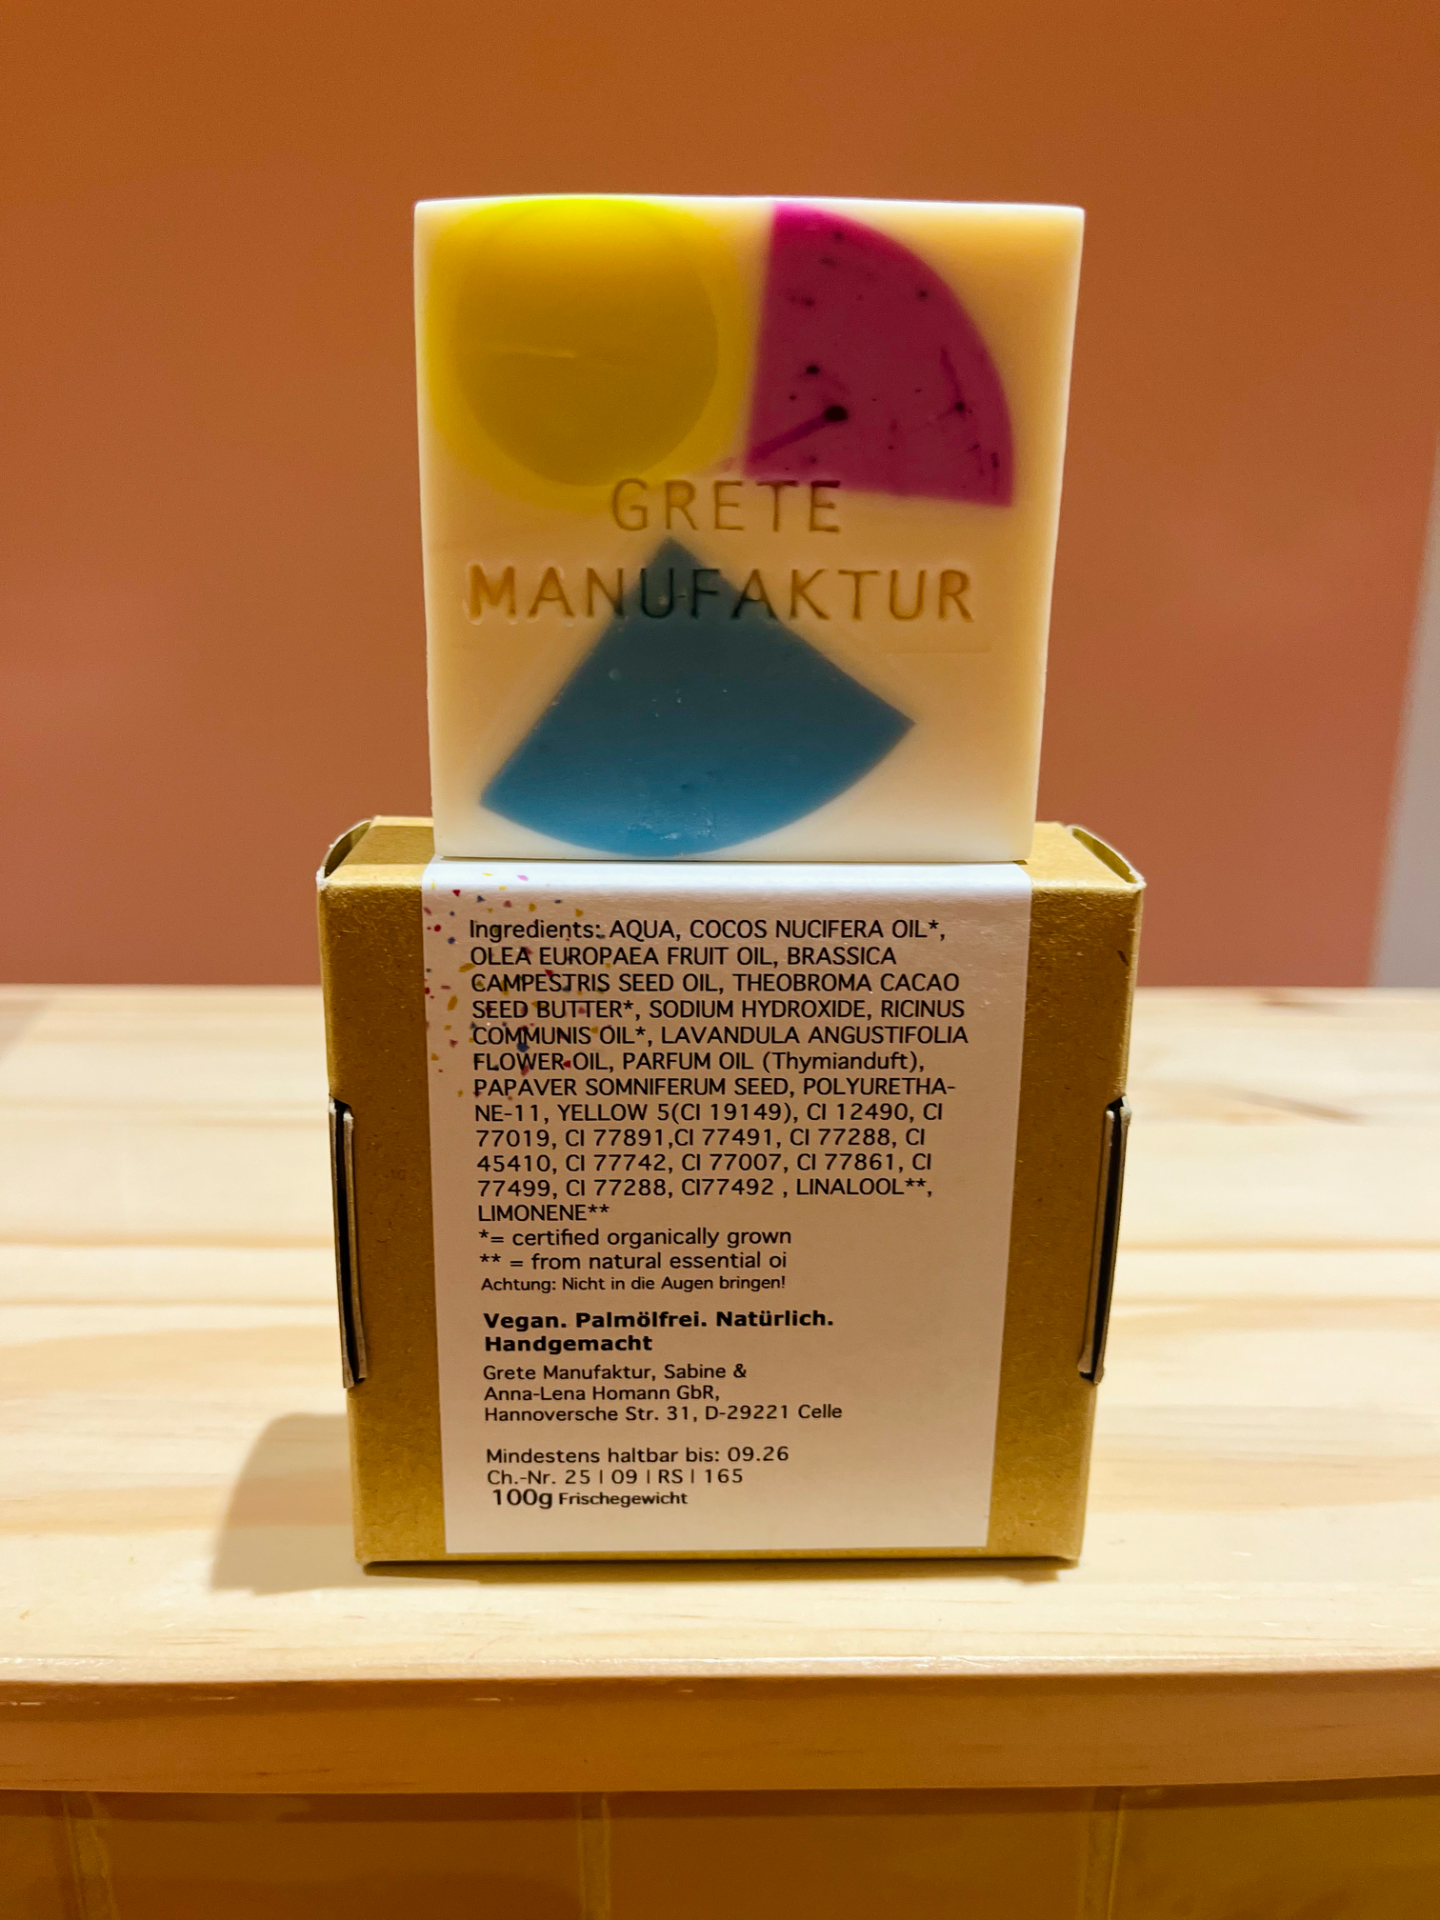 GRETE
MANUFAKTUR
Ingredients: AQUA, COCOS NUCIFERA OIL*,
OLEA EUROPAEA FRUIT OIL, BRASSICA
CAMPESTRIS SEED OIL, THEOBROMA CACAO
SEED BUTTER*, SODIUM HYDROXIDE, RICINUS
COMMUNIS OIL*, LAVANDULA ANGUSTIFOLIA
FLOWER OIL, PARFUM OIL (Thymianduft),
PAPAVER SOMNIFERUM SEED, POLYURETHA-
NE-11, YELLOW 5(CI 19149), CI 12490, CI
77019, CI 77891,CI 77491, CI 77288, CI
45410, CI 77742, CI 77007, CI 77861, CI
77499, CI 77288, CI77492 , LINALOOL**,
LIMONENE**
*= certified organically grown
** = from natural essential oi
Achtung: Nicht in die Augen bringen!
Vegan. Palmölfrei. Natürlich.
Handgemacht
Grete Manufaktur, Sabine &
Anna-Lena Homann GbR,
Hannoversche Str. 31, D-29221 Celle
Mindestens haltbar bis: 09.26
Ch.-Nr. 25 | 09 | RS | 165
100g Frischegewicht